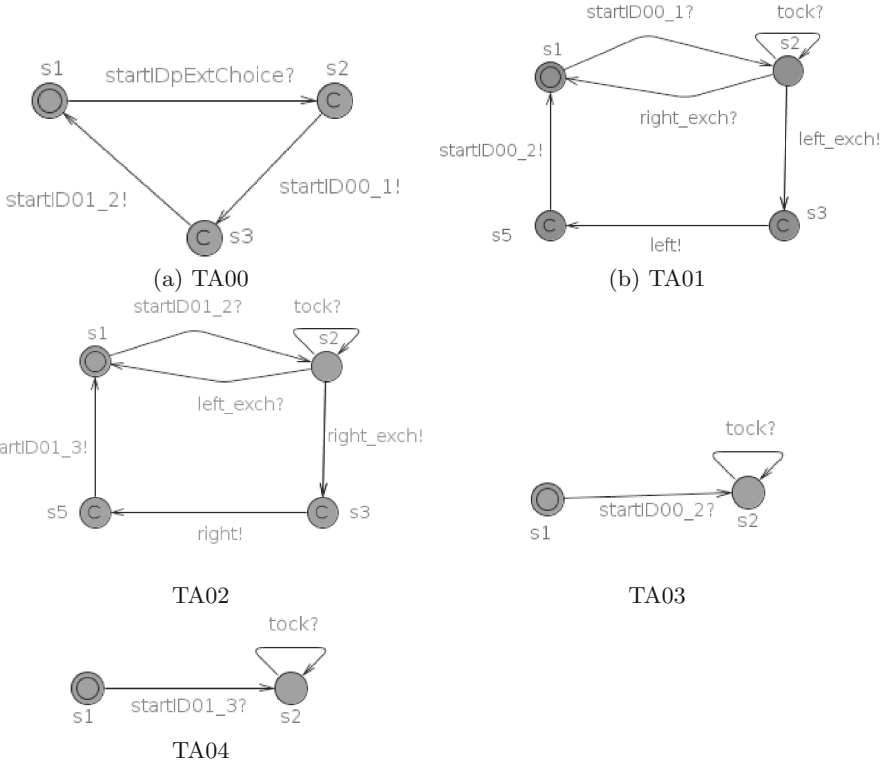 s1
startIDpExtChoice?
s2
C
startID00_1!
startID01_2!
C
s3
(a) TA00
startID00_1?
tock?
s1
s2
right_exch?
left_exch!
startID00_2!
C
C
s3
s5
left!
(b) TA01
startID01_2?
tock?
s1
s2
left_exch?
right_exch!
artID01_3!
s5
C
C
s3
right!
TA02
tock?
startID00_2?
s1
s2
TA03
tock?
startID01_3?
s1
s2
TA04